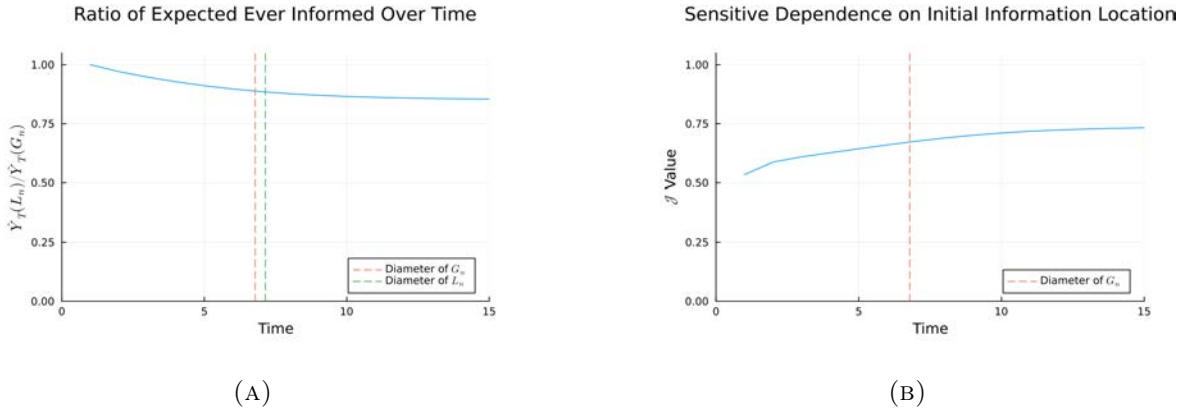 Ratio of Expected Ever Informed Over Time
1.00
0.75
0.50
0.25
0.00
Ŷ_T(L_n)/Ŷ_T(G_n)
0
5
10
15
Time
Diameter of G_n
Diameter of L_n
(A)
Sensitive Dependence on Initial Information Location
1.00
0.75
0.50
0.25
0.00
𝒥 Value
0
5
10
15
Time
Diameter of G_n
(B)